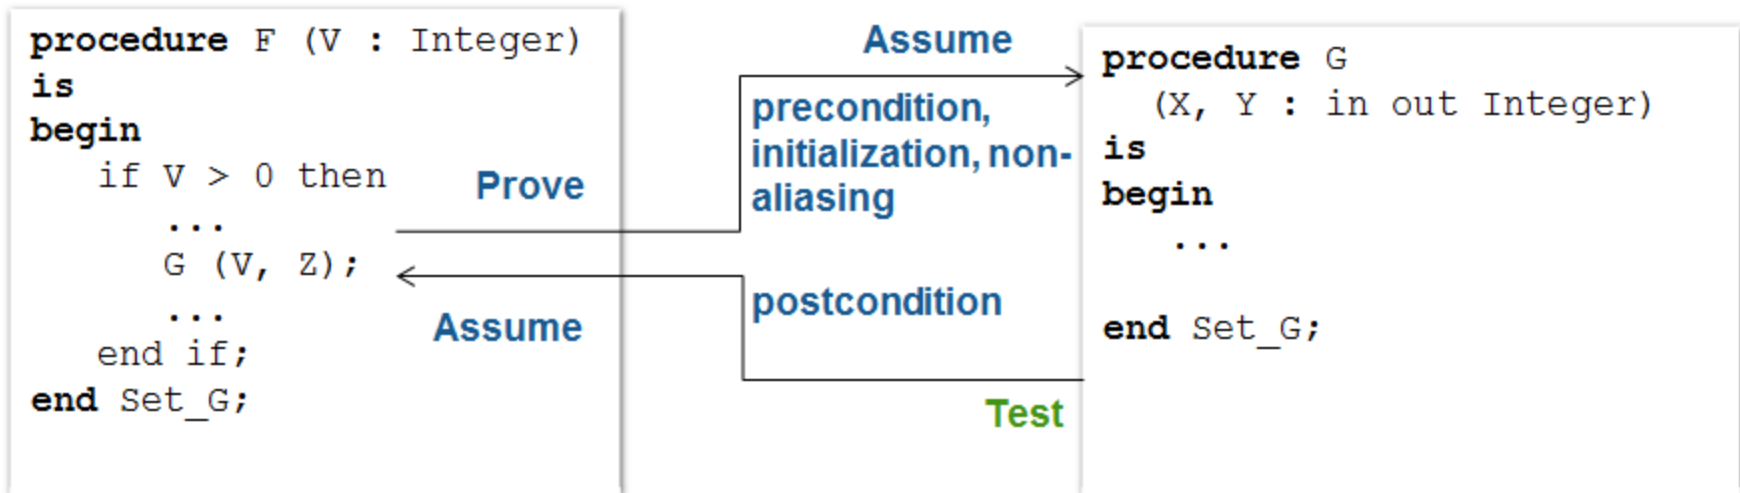 procedure F (V : Integer)
is
begin
if V > 0 then
...
G (V, Z);
...
end if;
end Set_G;
Prove
Assume
Assume
precondition,
initialization, non-
aliasing
postcondition
Test
procedure G
(X, Y : in out Integer)
is
begin
...
end Set_G;